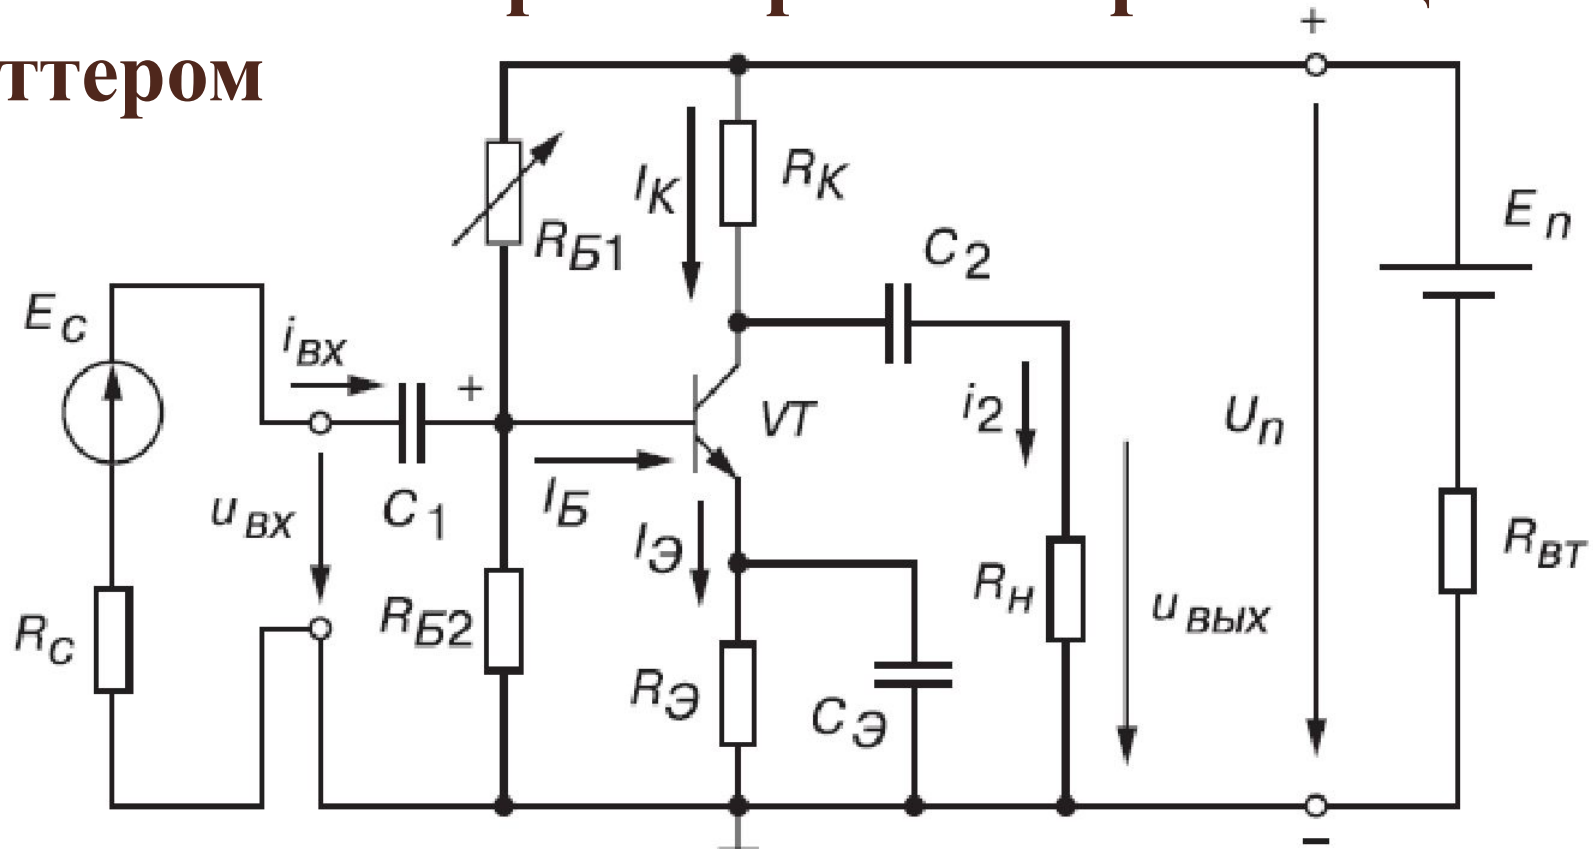 ттером
+
R_К
I_К
R_Б1
C_2
E_п
E_С
i_ВХ
+
VT
i_2
U_п
I_Б
C_1
u_ВХ
I_Э
R_Н
u_ВЫХ
R_ВТ
R_С
R_Б2
R_Э
C_Э
–